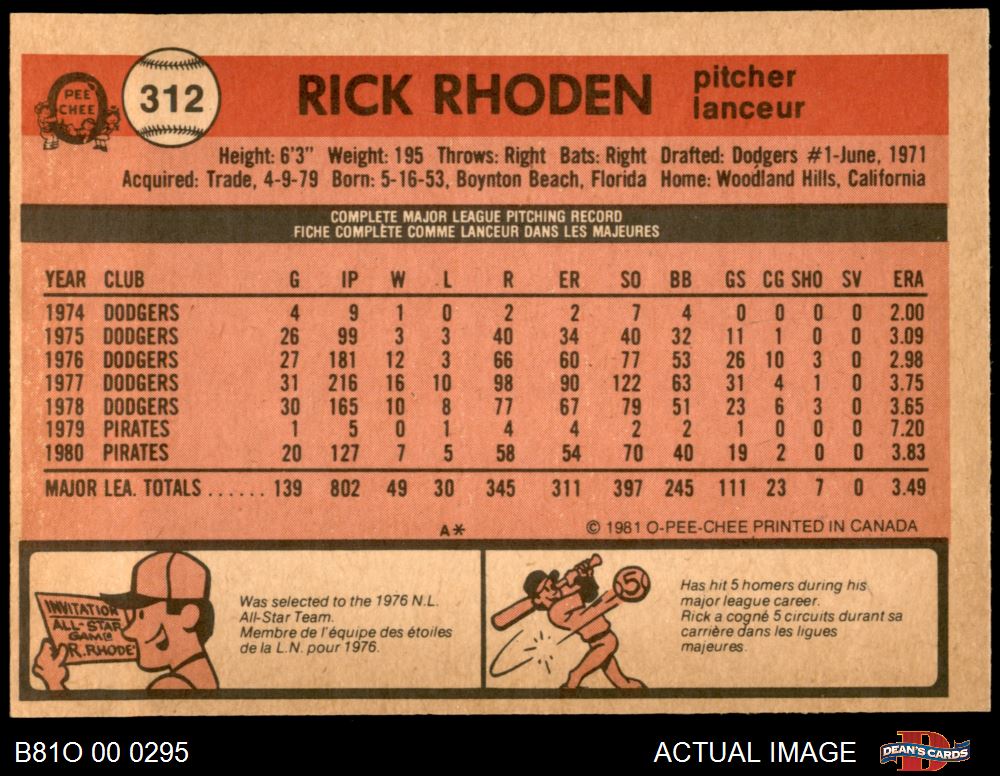 O
PEE
CHEE
312
RICK RHODEN
pitcher
lanceur
Height: 6'3" Weight: 195 Throws: Right Bats: Right Drafted: Dodgers #1-June, 1971
Acquired: Trade, 4-9-79 Born: 5-16-53, Boynton Beach, Florida Home: Woodland Hills, California
COMPLETE MAJOR LEAGUE PITCHING RECORD
FICHE COMPLÈTE COMME LANCEUR DANS LES MAJEURES
YEAR CLUB G IP W L R ER SO BB GS CG SHO SV ERA
1974 DODGERS 4 9 1 0 2 2 7 4 0 0 0 0 2.00
1975 DODGERS 26 99 3 3 40 34 40 32 11 1 0 0 3.09
1976 DODGERS 27 181 12 3 66 60 77 53 26 10 3 0 2.98
1977 DODGERS 31 216 16 10 98 90 122 63 31 4 1 0 3.75
1978 DODGERS 30 165 10 8 77 67 79 51 23 6 3 0 3.65
1979 PIRATES 1 5 0 1 4 4 2 2 1 0 0 0 7.20
1980 PIRATES 20 127 7 5 58 54 70 40 19 2 0 0 3.83
MAJOR LEA. TOTALS ...... 139 802 49 30 345 311 397 245 111 23 7 0 3.49
A* © 1981 O-PEE-CHEE PRINTED IN CANADA
INVITATION
ALL-STAR
GAME
R.RHODE
Was selected to the 1976 N.L.
All-Star Team.
Membre de l'équipe des étoiles
de la L.N. pour 1976.
5
Has hit 5 homers during his
major league career.
Rick a cogné 5 circuits durant sa
carrière dans les ligues
majeures.
B81O 00 0295
ACTUAL IMAGE
D
DEAN'S CARDS